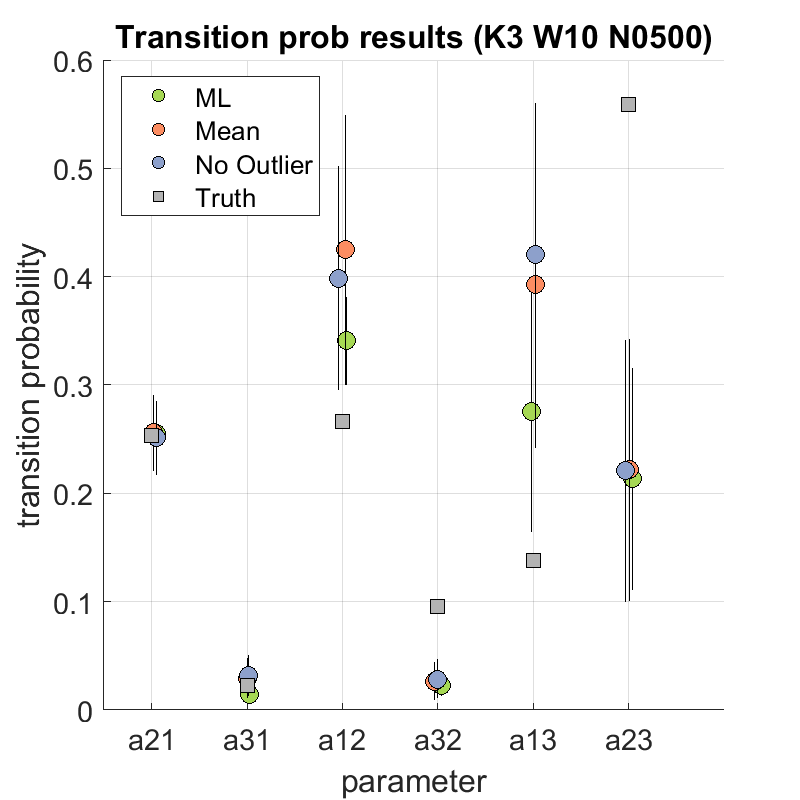 Transition prob results (K3 W10 N0500)
0.6
0.5
0.4
0.3
0.2
0.1
0
transition probability
ML
Mean
No Outlier
Truth
a21 a31 a12 a32 a13 a23
parameter